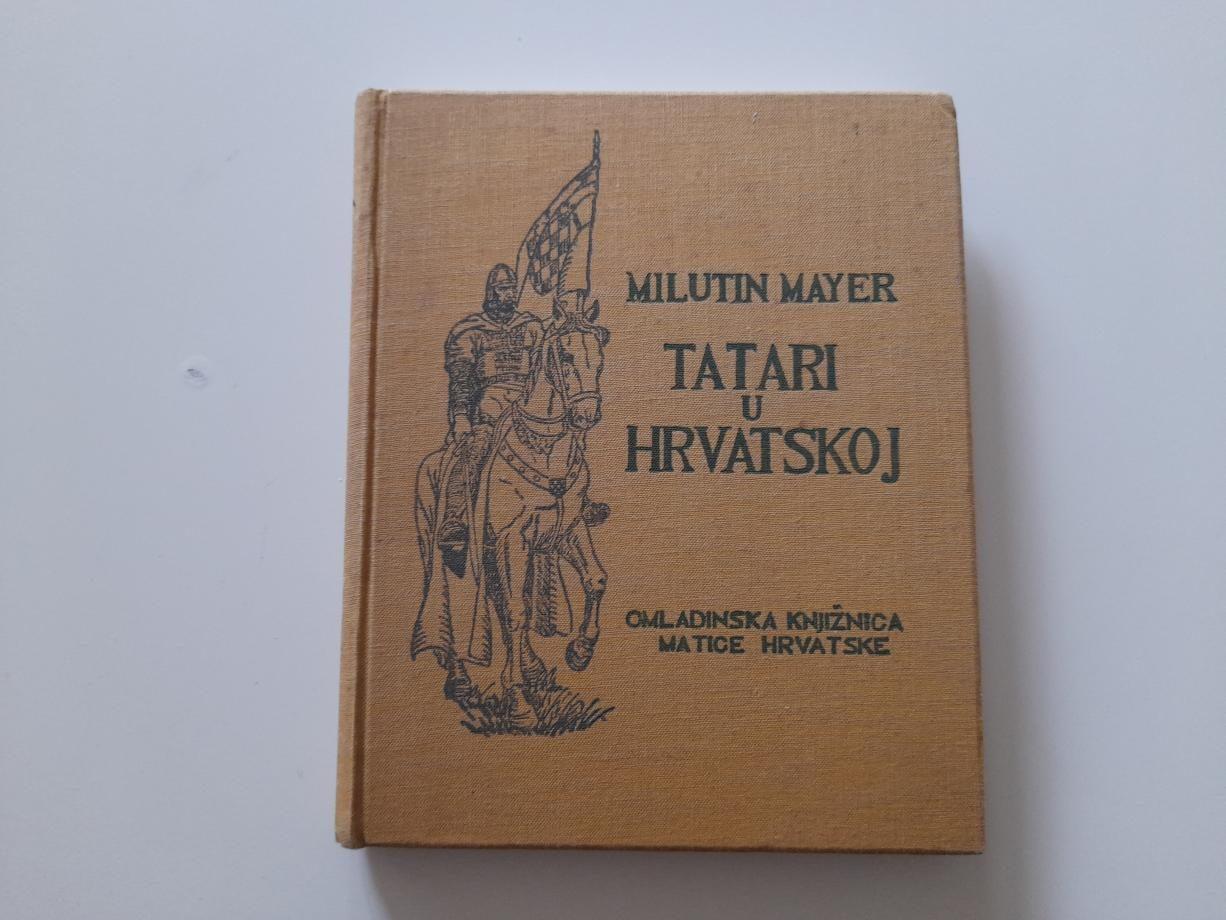 MILUTIN MAYER
TATARI
U
HRVATSKOJ
OMLADINSKA KNJIŽNICA
MATICE HRVATSKE